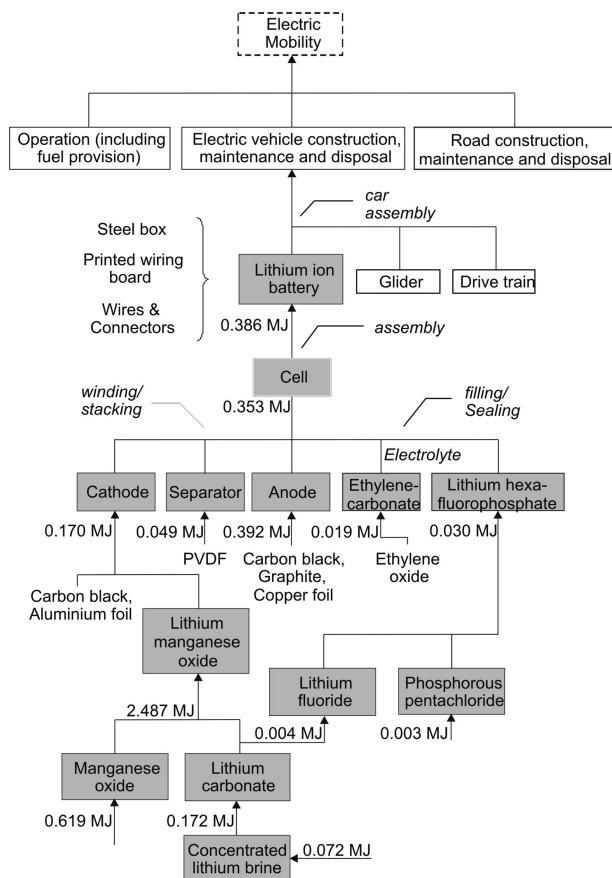 Electric
Mobility
Operation (including
fuel provision)
Electric vehicle construction,
maintenance and disposal
Road construction,
maintenance and disposal
car
assembly
Steel box
Printed wiring
board
Wires &
Connectors
Lithium ion
battery
Glider
Drive train
0.386 MJ
assembly
Cell
0.353 MJ
winding/
stacking
filling/
Sealing
Electrolyte
Cathode
Separator
Anode
Ethylene-
carbonate
Lithium hexa-
fluorophosphate
0.170 MJ
0.049 MJ
0.392 MJ
0.019 MJ
0.030 MJ
PVDF
Carbon black,
Graphite,
Copper foil
Ethylene
oxide
Carbon black,
Aluminium foil
Lithium
manganese
oxide
Lithium
fluoride
Phosphorous
pentachloride
2.487 MJ
0.004 MJ
0.003 MJ
Manganese
oxide
Lithium
carbonate
0.619 MJ
0.172 MJ
Concentrated
lithium brine
0.072 MJ